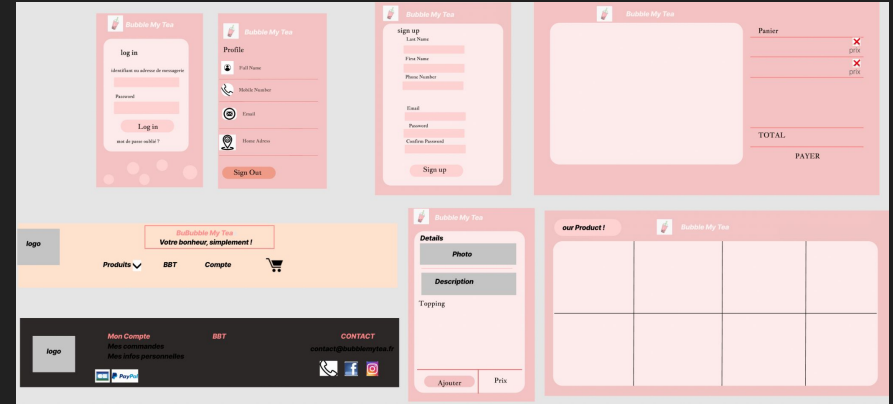 Bubble My Tea
log in
identifiant ou adresse de messagerie
Password
Log in
mot de passe oublié ?
Bubble My Tea
Profile
Full Name
Mobile Number
Email
Home Adress
Sign Out
Bubble My Tea
sign up
Last Name
First Name
Phone Number
Email
Password
Confirm Password
Sign up
Bubble My Tea
Panier
prix
prix
TOTAL
PAYER
logo
BuBubble My Tea
Votre bonheur, simplement !
Produits
BBT
Compte
logo
Mon Compte
Mes commandes
Mes infos personnelles
PayPal
BBT
CONTACT
contact@bubblemytea.fr
Bubble My Tea
Details
Photo
Description
Topping
Ajouter
Prix
our Product !
Bubble My Tea